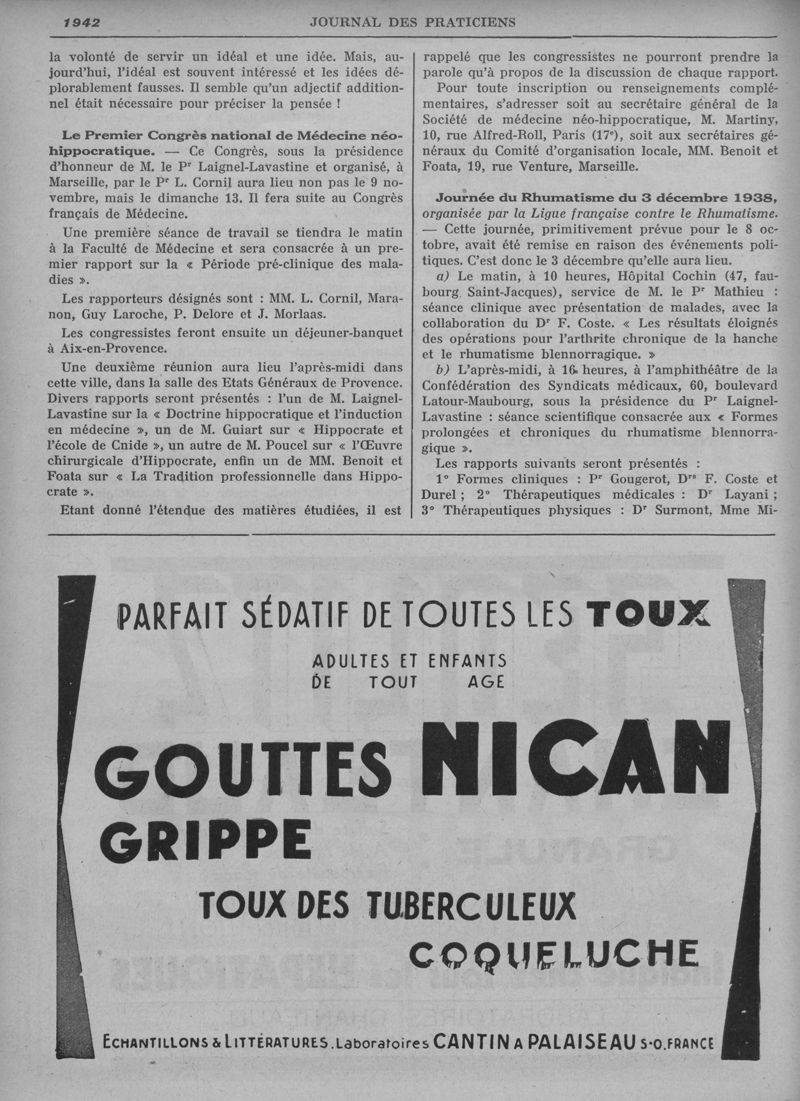 1942
JOURNAL DES PRATICIENS
la volonté de servir un idéal et une idée. Mais, au-
jourd'hui, l'idéal est souvent intéressé et les idées dé-
plorablement fausses. Il semble qu'un adjectif addition-
nel était nécessaire pour préciser la pensée !
Le Premier Congrès national de Médecine néo-
hippocratique. — Ce Congrès, sous la présidence
d'honneur de M. le Pr Laignel-Lavastine et organisé, à
Marseille, par le Pr L. Cornil aura lieu non pas le 9 no-
vembre, mais le dimanche 13. Il fera suite au Congrès
français de Médecine.
Une première séance de travail se tiendra le matin
à la Faculté de Médecine et sera consacrée à un pre-
mier rapport sur la « Période pré-clinique des mala-
dies ».
Les rapporteurs désignés sont : MM. L. Cornil, Mara-
non, Guy Laroche, P. Delore et J. Morlaas.
Les congressistes feront ensuite un déjeuner-banquet
à Aix-en-Provence.
Une deuxième réunion aura lieu l'après-midi dans
cette ville, dans la salle des Etats Généraux de Provence.
Divers rapports seront présentés : l'un de M. Laignel-
Lavastine sur la « Doctrine hippocratique et l'induction
en médecine », un de M. Guiart sur « Hippocrate et
l'école de Cnide », un autre de M. Poucel sur « l'Œuvre
chirurgicale d'Hippocrate, enfin un de MM. Benoit et
Foata sur « La Tradition professionnelle dans Hippo-
crate ».
Etant donné l'étendue des matières étudiées, il est
rappelé que les congressistes ne pourront prendre la
parole qu'à propos de la discussion de chaque rapport.
Pour toute inscription ou renseignements complé-
mentaires, s'adresser soit au secrétaire général de la
Société de médecine néo-hippocratique, M. Martiny,
10, rue Alfred-Roll, Paris (17e), soit aux secrétaires gé-
néraux du Comité d'organisation locale, MM. Benoit et
Foata, 19, rue Venture, Marseille.
Journée du Rhumatisme du 3 décembre 1938,
organisée par la Ligue française contre le Rhumatisme.
— Cette journée, primitivement prévue pour le 8 oc-
tobre, avait été remise en raison des événements poli-
tiques. C'est donc le 3 décembre qu'elle aura lieu.
a) Le matin, à 10 heures, Hôpital Cochin (47, fau-
bourg Saint-Jacques), service de M. le Pr Mathieu :
séance clinique avec présentation de malades, avec la
collaboration du Dr F. Coste. « Les résultats éloignés
des opérations pour l'arthrite chronique de la hanche
et le rhumatisme blennorragique. »
b) L'après-midi, à 16 heures, à l'amphithéâtre de la
Confédération des Syndicats médicaux, 60, boulevard
Latour-Maubourg, sous la présidence du Pr Laignel-
Lavastine : séance scientifique consacrée aux « Formes
prolongées et chroniques du rhumatisme blennorra-
gique ».
Les rapports suivants seront présentés :
1° Formes cliniques : Pr Gougerot, Drs F. Coste et
Durel ; 2° Thérapeutiques médicales : Dr Layani ;
3° Thérapeutiques physiques : Dr Surmont, Mme Mi-
PARFAIT SÉDATIF DE TOUTES LES TOUX
ADULTES ET ENFANTS
DE TOUT AGE
GOUTTES NICAN
GRIPPE
TOUX DES TUBERCULEUX
COQUELUCHE
ECHANTILLONS & LITTÉRATURES. Laboratoires CANTIN A PALAISEAU S-O. FRANCE